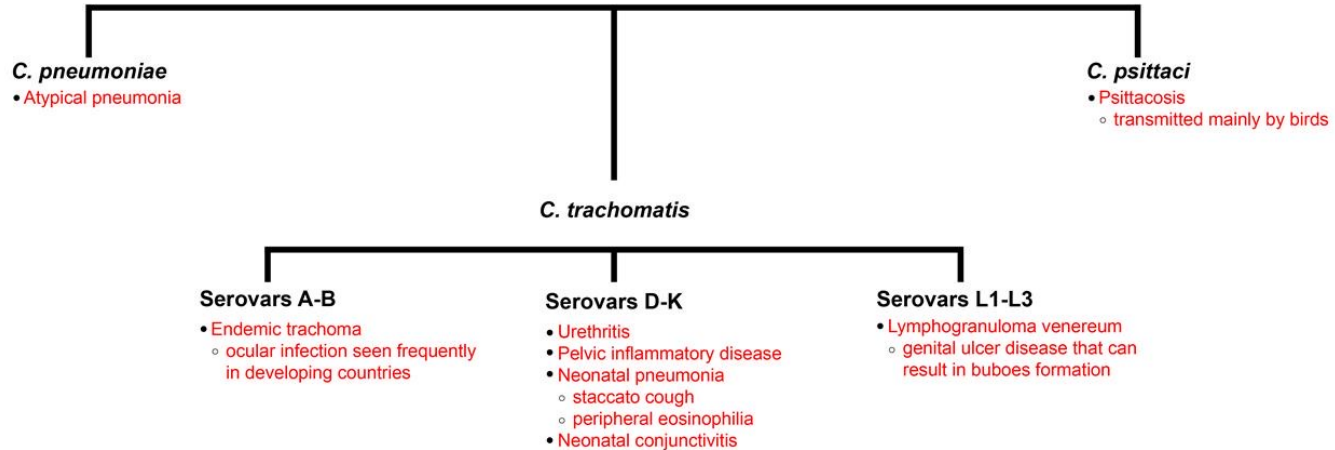 C. pneumoniae
• Atypical pneumonia
C. psittaci
• Psittacosis
○ transmitted mainly by birds
C. trachomatis
Serovars A-B
• Endemic trachoma
○ ocular infection seen frequently
in developing countries
Serovars D-K
• Urethritis
• Pelvic inflammatory disease
• Neonatal pneumonia
○ staccato cough
○ peripheral eosinophilia
• Neonatal conjunctivitis
Serovars L1-L3
• Lymphogranuloma venereum
○ genital ulcer disease that can
result in buboes formation